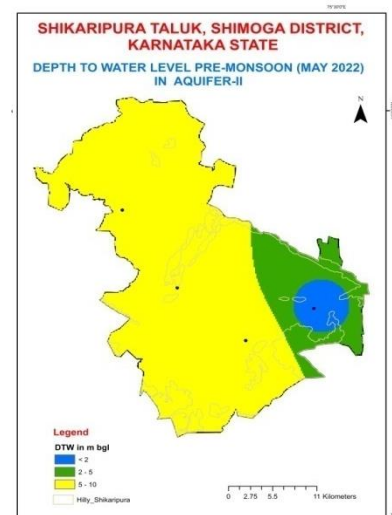 SHIKARIPURA TALUK, SHIMOGA DISTRICT,
KARNATAKA STATE
DEPTH TO WATER LEVEL PRE-MONSOON (MAY 2022)
IN AQUIFER-II
N
Legend
DTW in m bgl
< 2
2 - 5
5 - 10
Hilly_Shikaripura
0 2.75 5.5 11 Kilometers